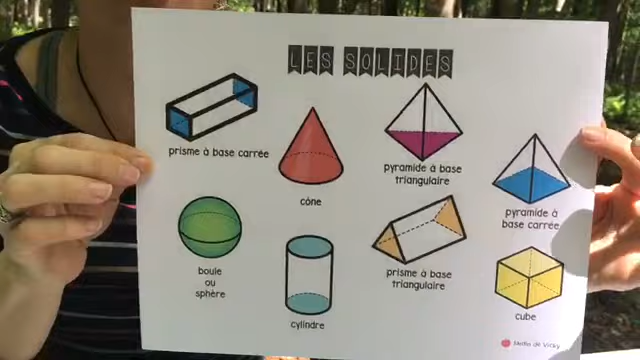 LES SOLIDES
prisme à base carrée
cône
pyramide à base
triangulaire
pyramide à
base carrée
boule
ou
sphère
cylindre
prisme à base
triangulaire
cube
Mello de Vicky